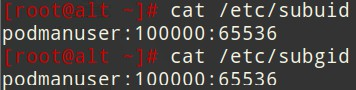 [root@alt ~]# cat /etc/subuid
podmanuser:100000:65536
[root@alt ~]# cat /etc/subgid
podmanuser:100000:65536